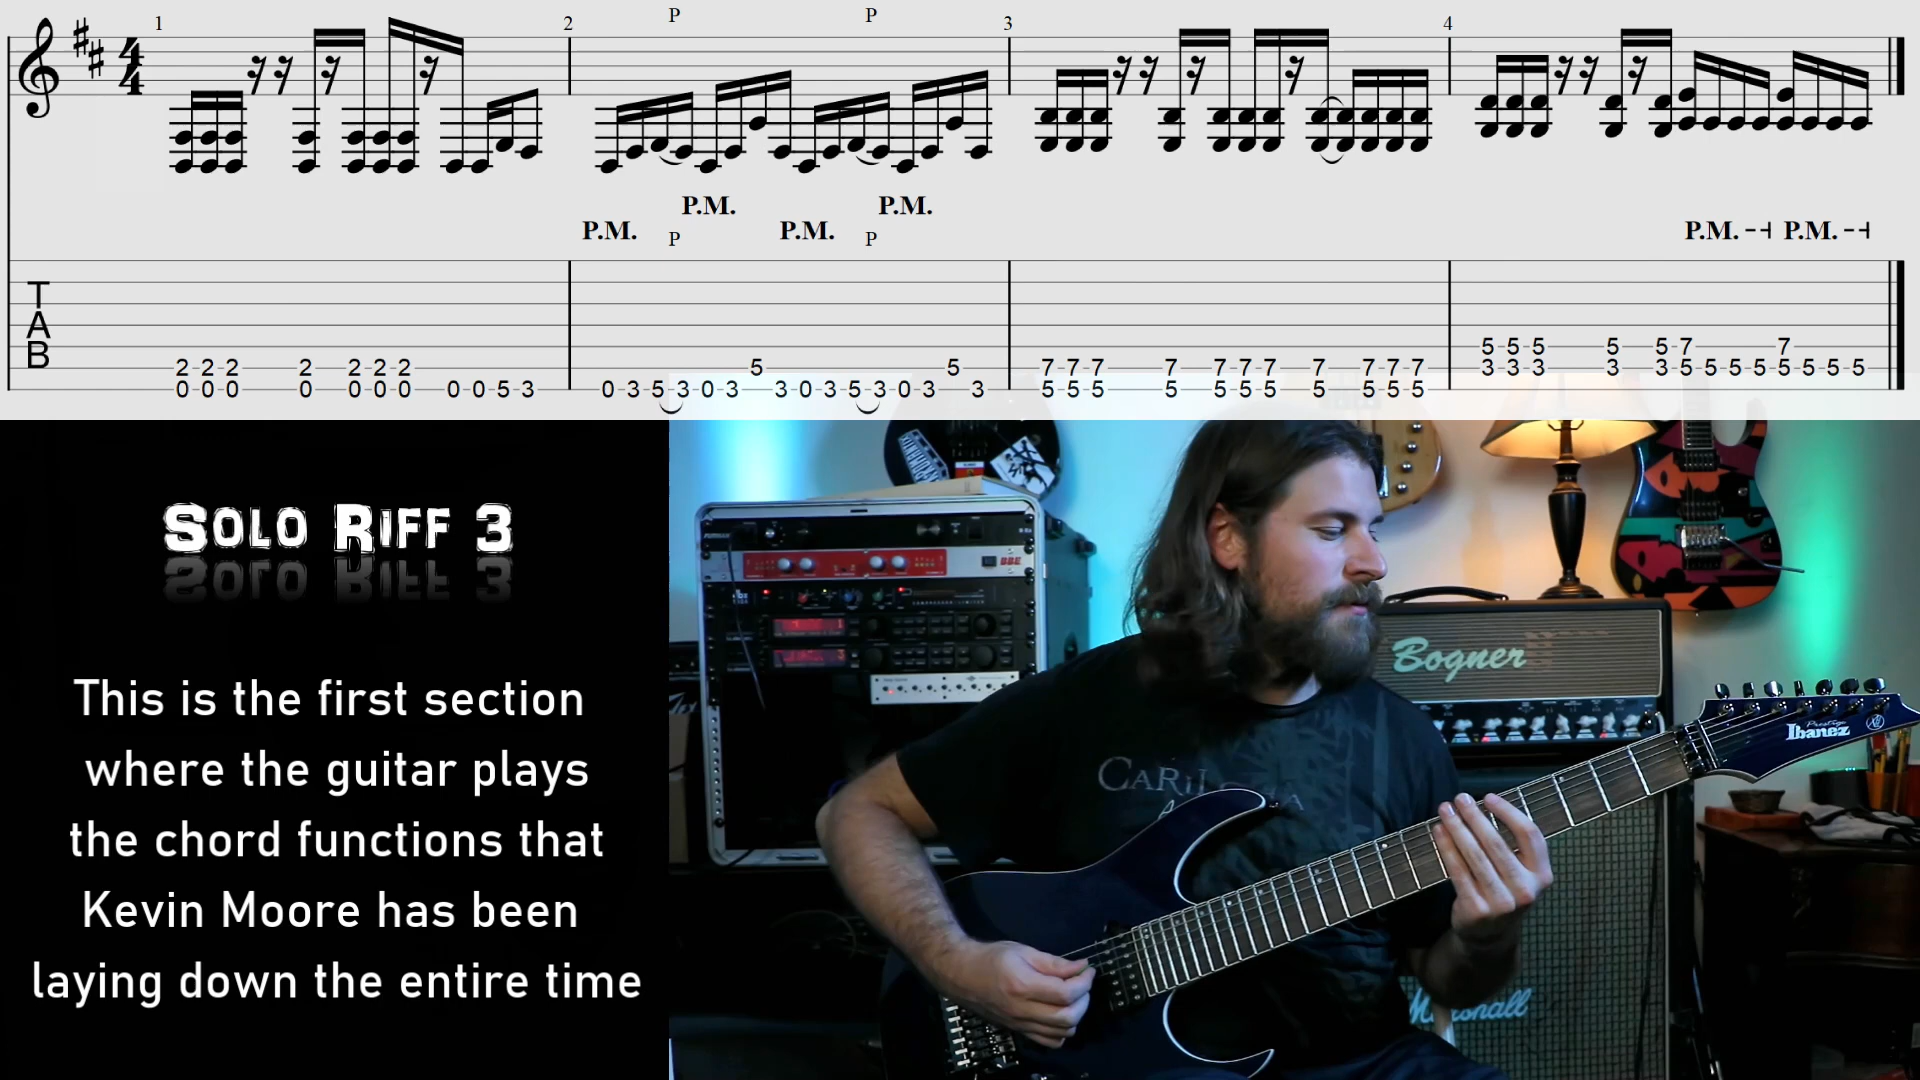 1 2 3 4
P P
4
4
P.M. P.M. P.M. P.M. P.M. P.M.
P P
T
A
B
5 5 5 5 5 7 7
2 2 2 2 2 2 2 5 5 7 7 7 7 7 7 7 7 7 7 7 3 3 3 3 3 5 5 5 5 5 5 5 5
0 0 0 0 0 0 0 0 0 5 3 0 3 5 3 0 3 3 0 3 5 3 0 3 3 5 5 5 5 5 5 5 5 5 5 5
Solo Riff 3
This is the first section
where the guitar plays
the chord functions that
Kevin Moore has been
laying down the entire time
BBE
Bogner
Prestige
Ibanez
Marshall